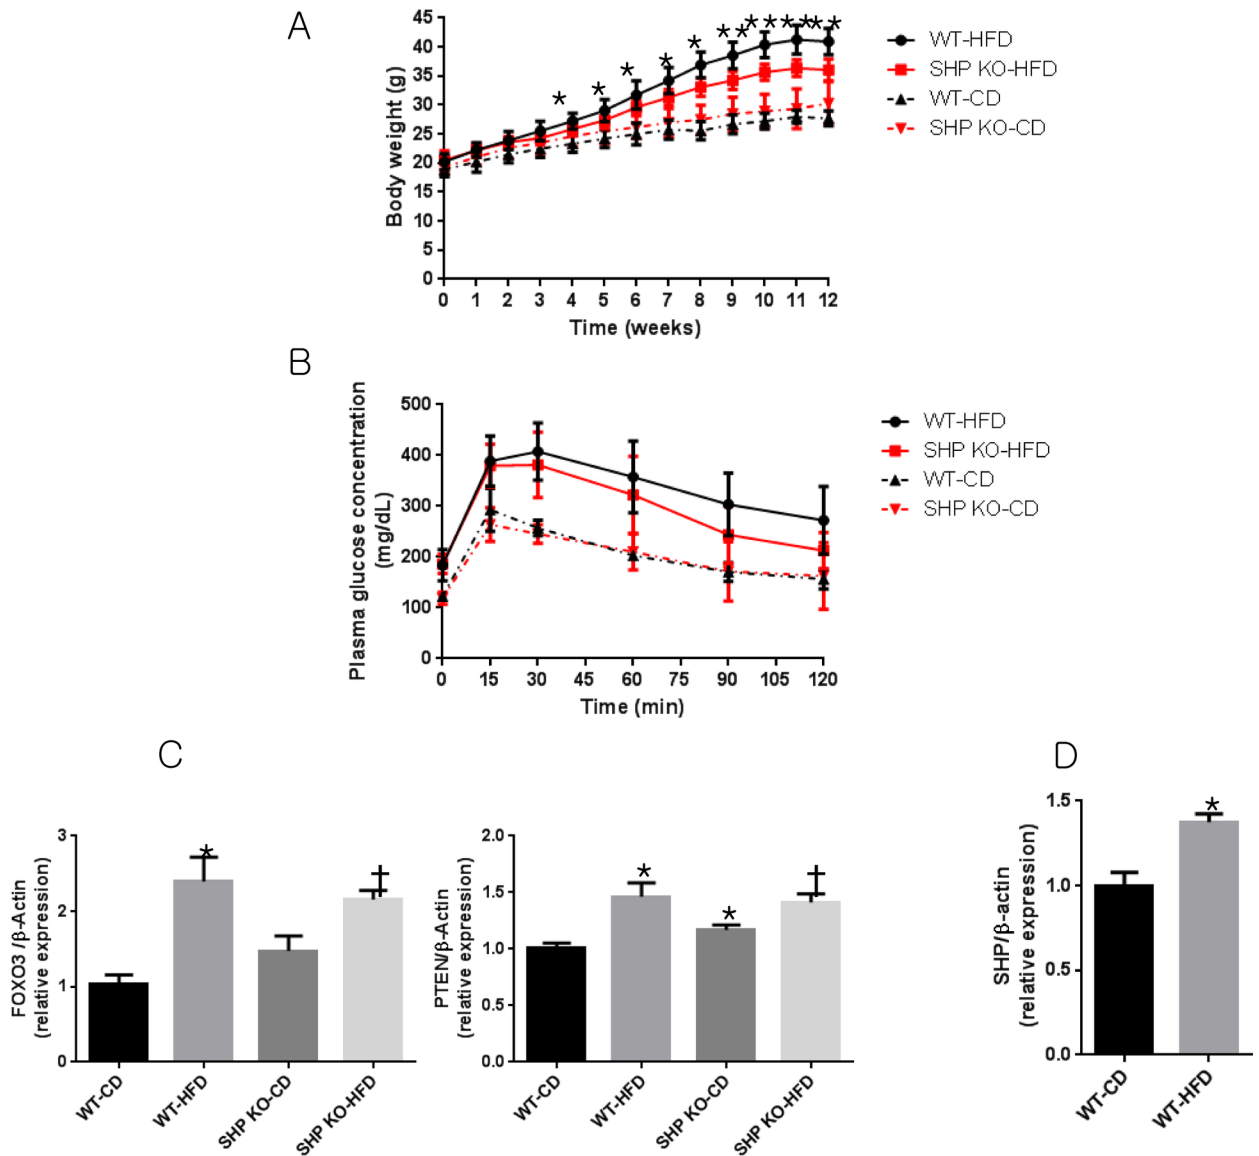 A
Body weight (g)
45
40
35
30
25
20
15
10
5
0
* * * * * ** ** ** **
0 1 2 3 4 5 6 7 8 9 10 11 12
Time (weeks)
WT-HFD
SHP KO-HFD
WT-CD
SHP KO-CD
B
Plasma glucose concentration
(mg/dL)
500
400
300
200
100
0
0 15 30 45 60 75 90 105 120
Time (min)
WT-HFD
SHP KO-HFD
WT-CD
SHP KO-CD
C
FOXO3/β-Actin
(relative expression)
3
2
1
0
* †
WT-CD WT-HFD SHP KO-CD SHP KO-HFD
PTEN/β-Actin
(relative expression)
2.0
1.5
1.0
0.5
0.0
* * †
WT-CD WT-HFD SHP KO-CD SHP KO-HFD
D
SHP/β-actin
(relative expression)
1.5
1.0
0.5
0.0
*
WT-CD WT-HFD